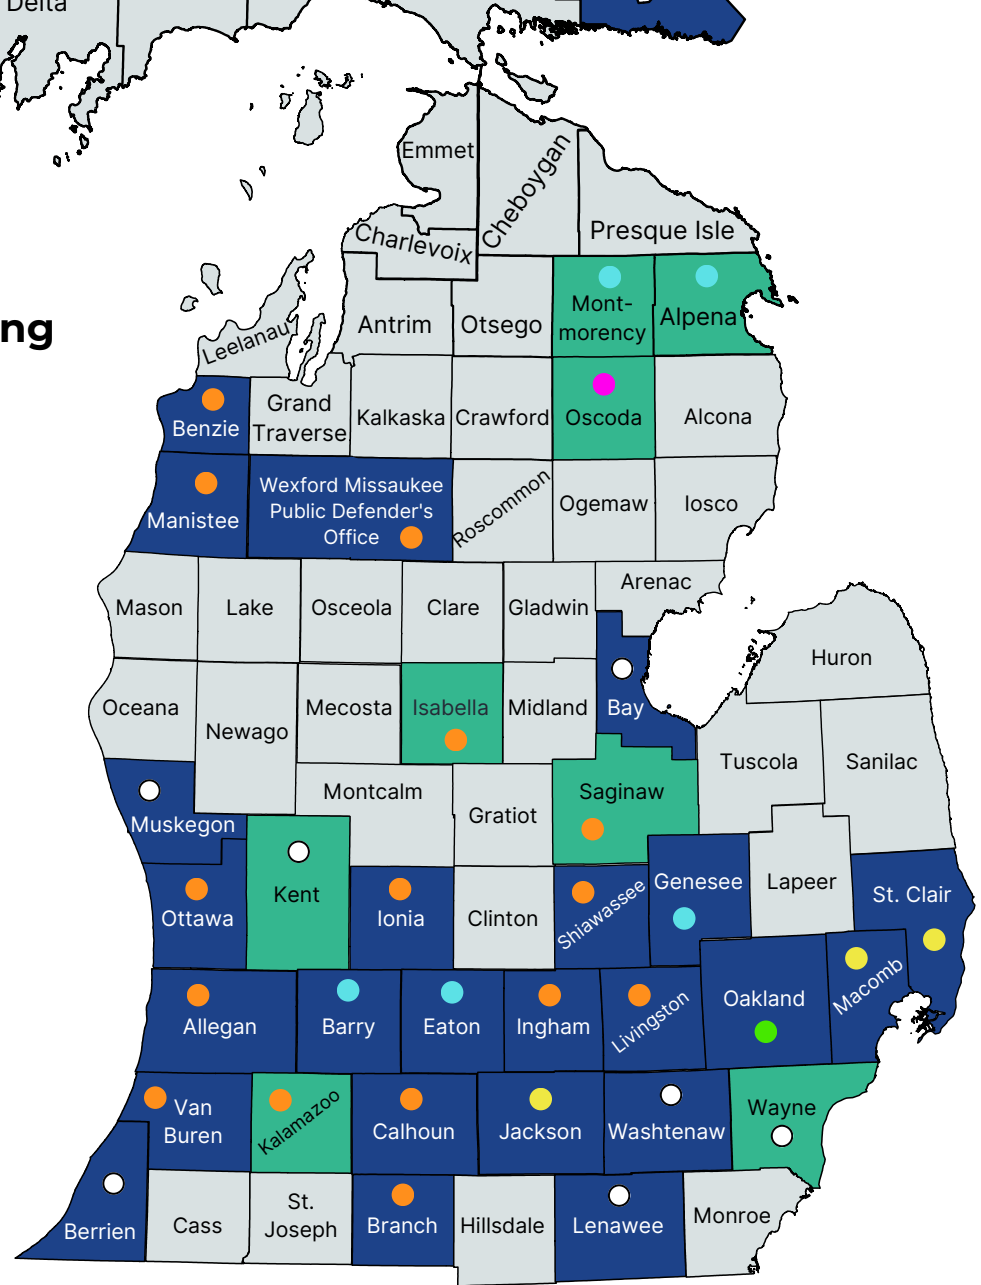 Delta
Emmet
Cheboygan
Presque Isle
Charlevoix
ng
Leelanau
Antrim
Otsego
Mont-
morency
Alpena
Benzie
Grand
Traverse
Kalkaska
Crawford
Oscoda
Alcona
Manistee
Wexford Missaukee
Public Defender's
Office
Roscommon
Ogemaw
Iosco
Arenac
Mason
Lake
Osceola
Clare
Gladwin
Huron
Oceana
Newago
Mecosta
Isabella
Midland
Bay
Tuscola
Sanilac
Muskegon
Montcalm
Gratiot
Saginaw
Ottawa
Kent
Ionia
Clinton
Shiawassee
Genesee
Lapeer
St. Clair
Allegan
Barry
Eaton
Ingham
Livingston
Oakland
Macomb
Van
Buren
Kalamazoo
Calhoun
Jackson
Washtenaw
Wayne
Berrien
Cass
St.
Joseph
Branch
Hillsdale
Lenawee
Monroe